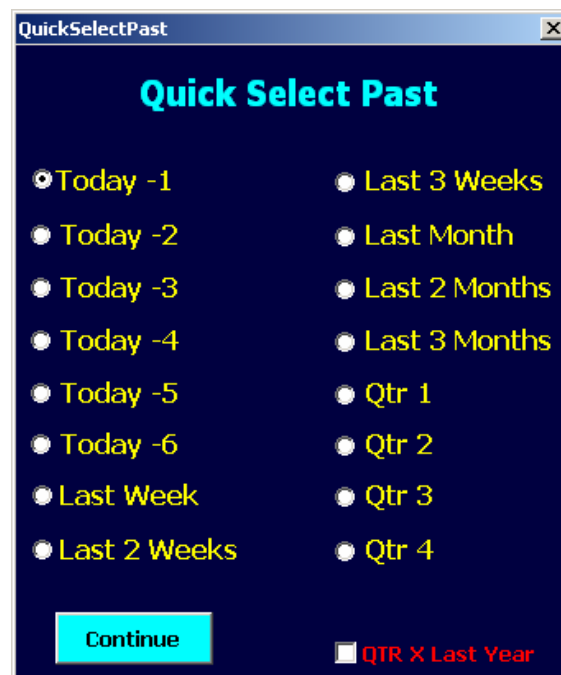 QuickSelectPast
Quick Select Past
Today -1
Today -2
Today -3
Today -4
Today -5
Today -6
Last Week
Last 2 Weeks
Last 3 Weeks
Last Month
Last 2 Months
Last 3 Months
Qtr 1
Qtr 2
Qtr 3
Qtr 4
Continue
QTR X Last Year